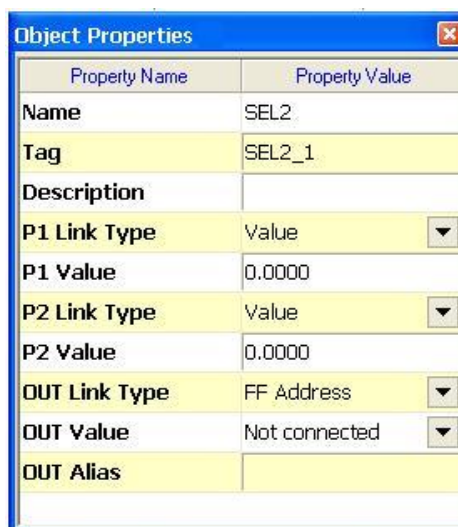 Object Properties
Property Name Property Value
Name SEL2
Tag SEL2_1
Description
P1 Link Type Value
P1 Value 0.0000
P2 Link Type Value
P2 Value 0.0000
OUT Link Type FF Address
OUT Value Not connected
OUT Alias